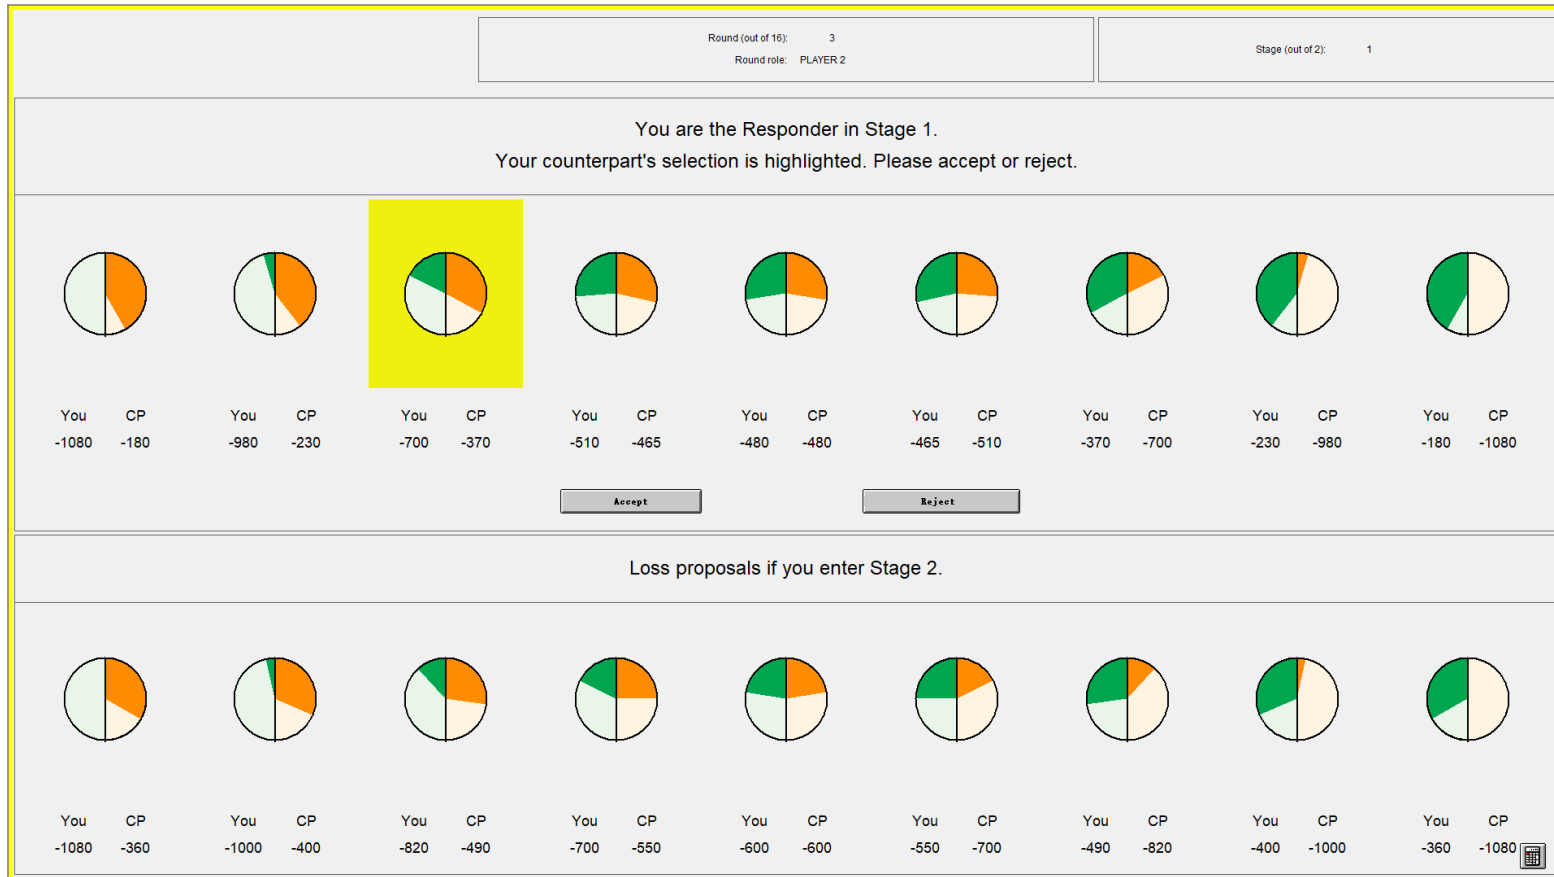 Round (out of 16): 3
Round role: PLAYER 2
Stage (out of 2): 1
You are the Responder in Stage 1.
Your counterpart's selection is highlighted. Please accept or reject.
You CP You CP You CP You CP You CP You CP You CP You CP You CP
-1080 -180 -980 -230 -700 -370 -510 -465 -480 -480 -465 -510 -370 -700 -230 -980 -180 -1080
Accept Reject
Loss proposals if you enter Stage 2.
You CP You CP You CP You CP You CP You CP You CP You CP You CP
-1080 -360 -1000 -400 -820 -490 -700 -550 -600 -600 -550 -700 -490 -820 -400 -1000 -360 -1080